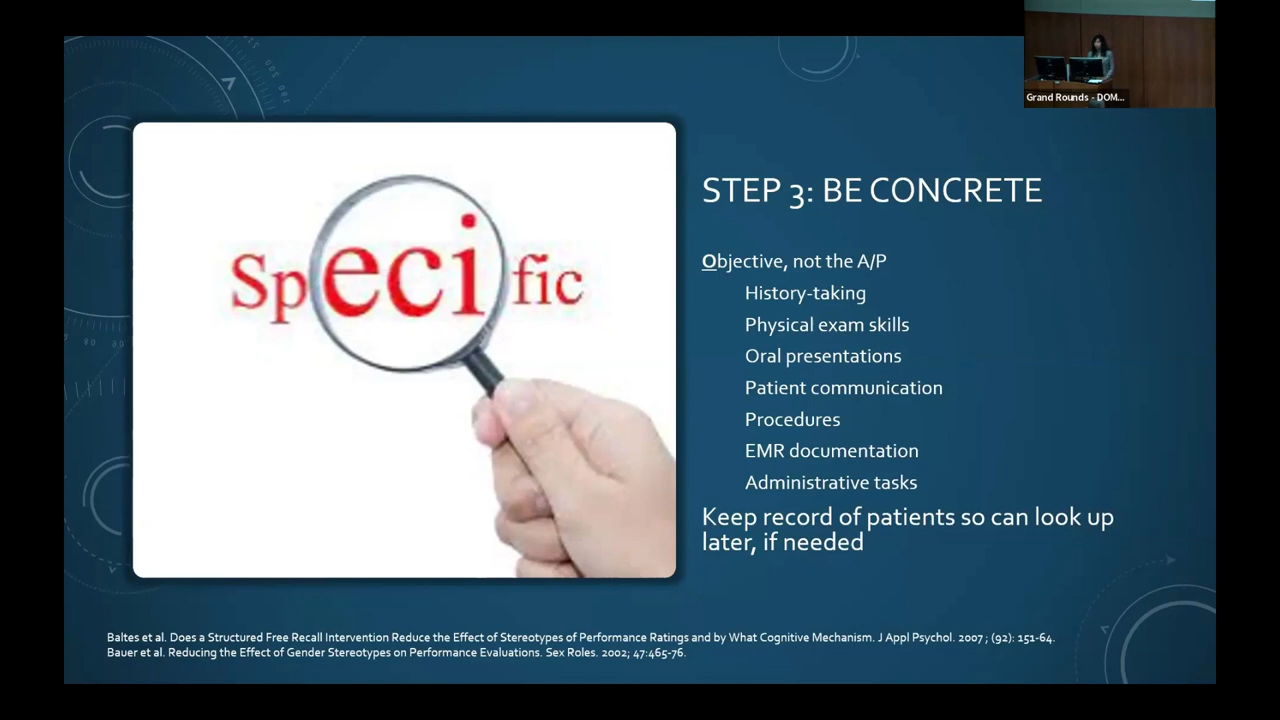 Grand Rounds - DOM...
Specific
STEP 3: BE CONCRETE
Objective, not the A/P
History-taking
Physical exam skills
Oral presentations
Patient communication
Procedures
EMR documentation
Administrative tasks
Keep record of patients so can look up
later, if needed
Baltes et al. Does a Structured Free Recall Intervention Reduce the Effect of Stereotypes of Performance Ratings and by What Cognitive Mechanism. J Appl Psychol. 2007 ; (92): 151-64.
Bauer et al. Reducing the Effect of Gender Stereotypes on Performance Evaluations. Sex Roles. 2002; 47:465-76.